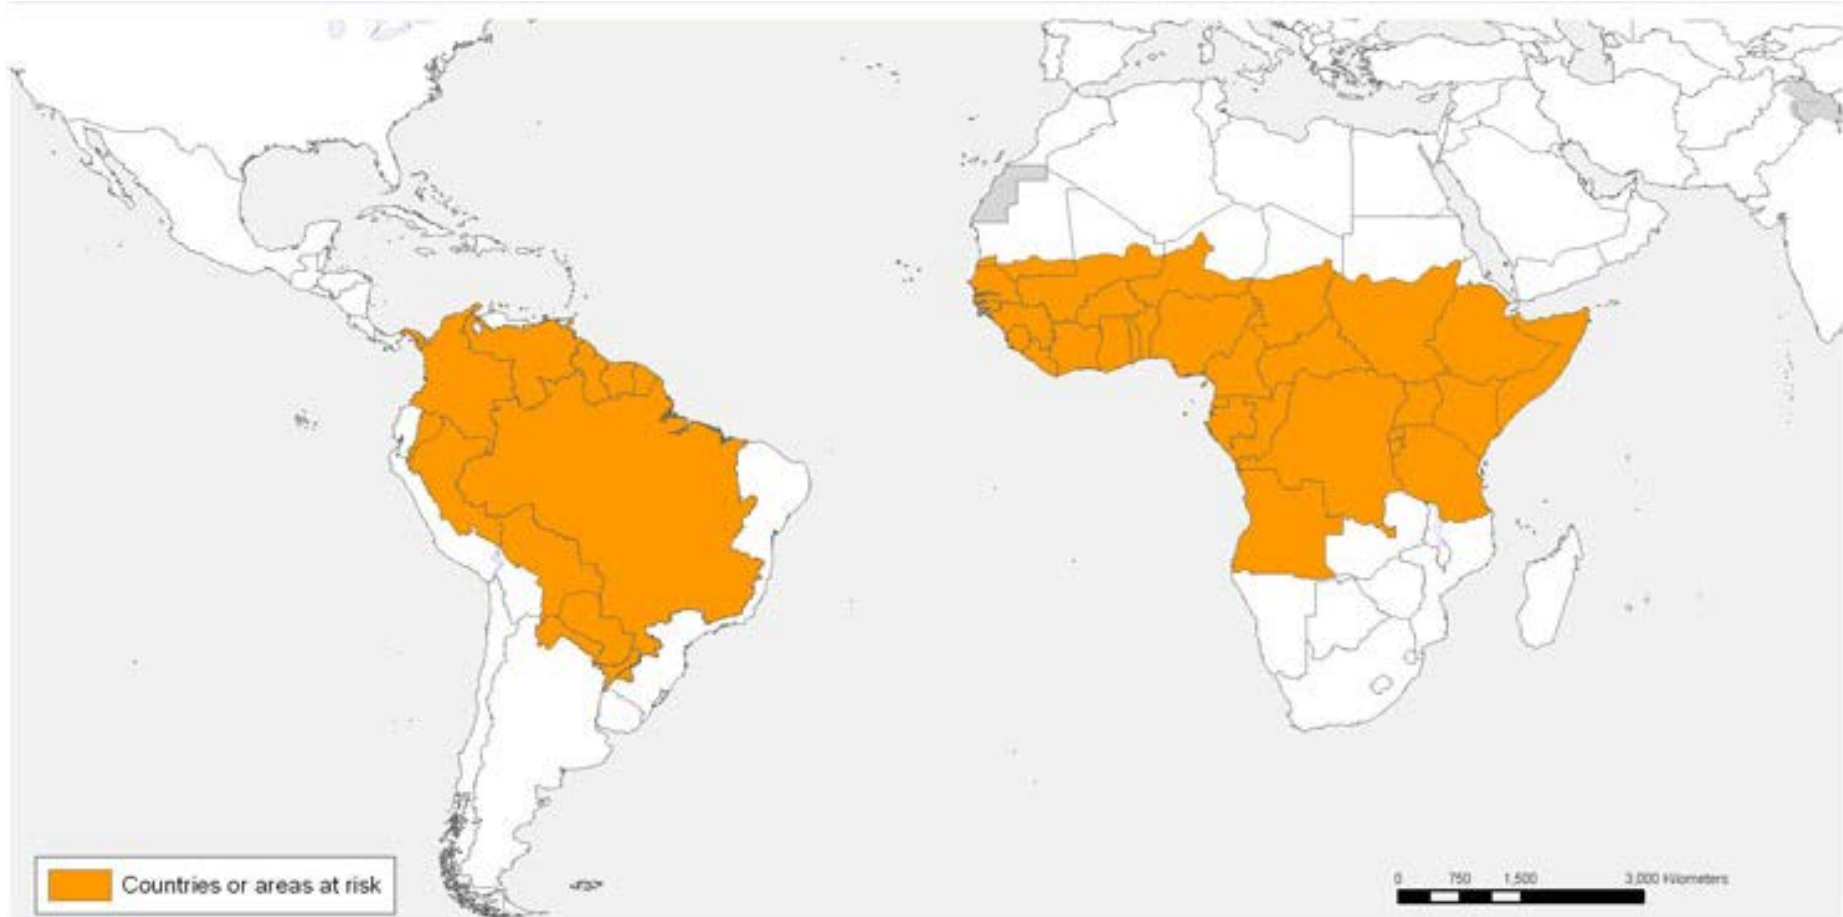 Countries or areas at risk
0 750 1,500 3,000 Kilometers